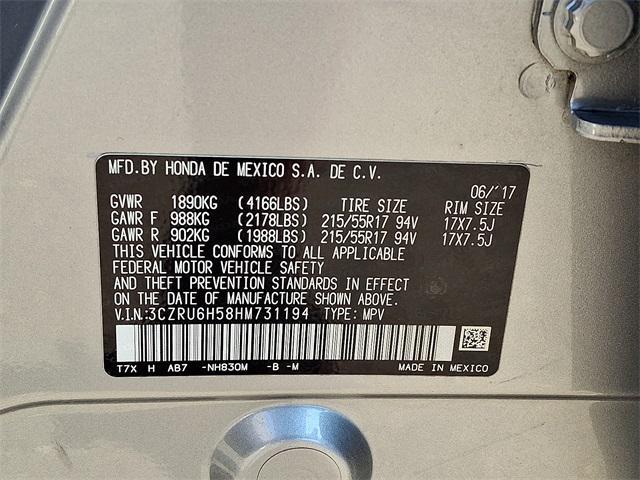 MFD.BY HONDA DE MEXICO S.A. DE C.V.
06/'17
GVWR 1890KG (4166LBS) TIRE SIZE RIM SIZE
GAWR F 988KG (2178LBS) 215/55R17 94V 17X7.5J
GAWR R 902KG (1988LBS) 215/55R17 94V 17X7.5J
THIS VEHICLE CONFORMS TO ALL APPLICABLE
FEDERAL MOTOR VEHICLE SAFETY
AND THEFT PREVENTION STANDARDS IN EFFECT
ON THE DATE OF MANUFACTURE SHOWN ABOVE.
V.I.N.:3CZRU6H58HM731194 TYPE: MPV
T7X H AB7 -NH830M -B -M MADE IN MEXICO